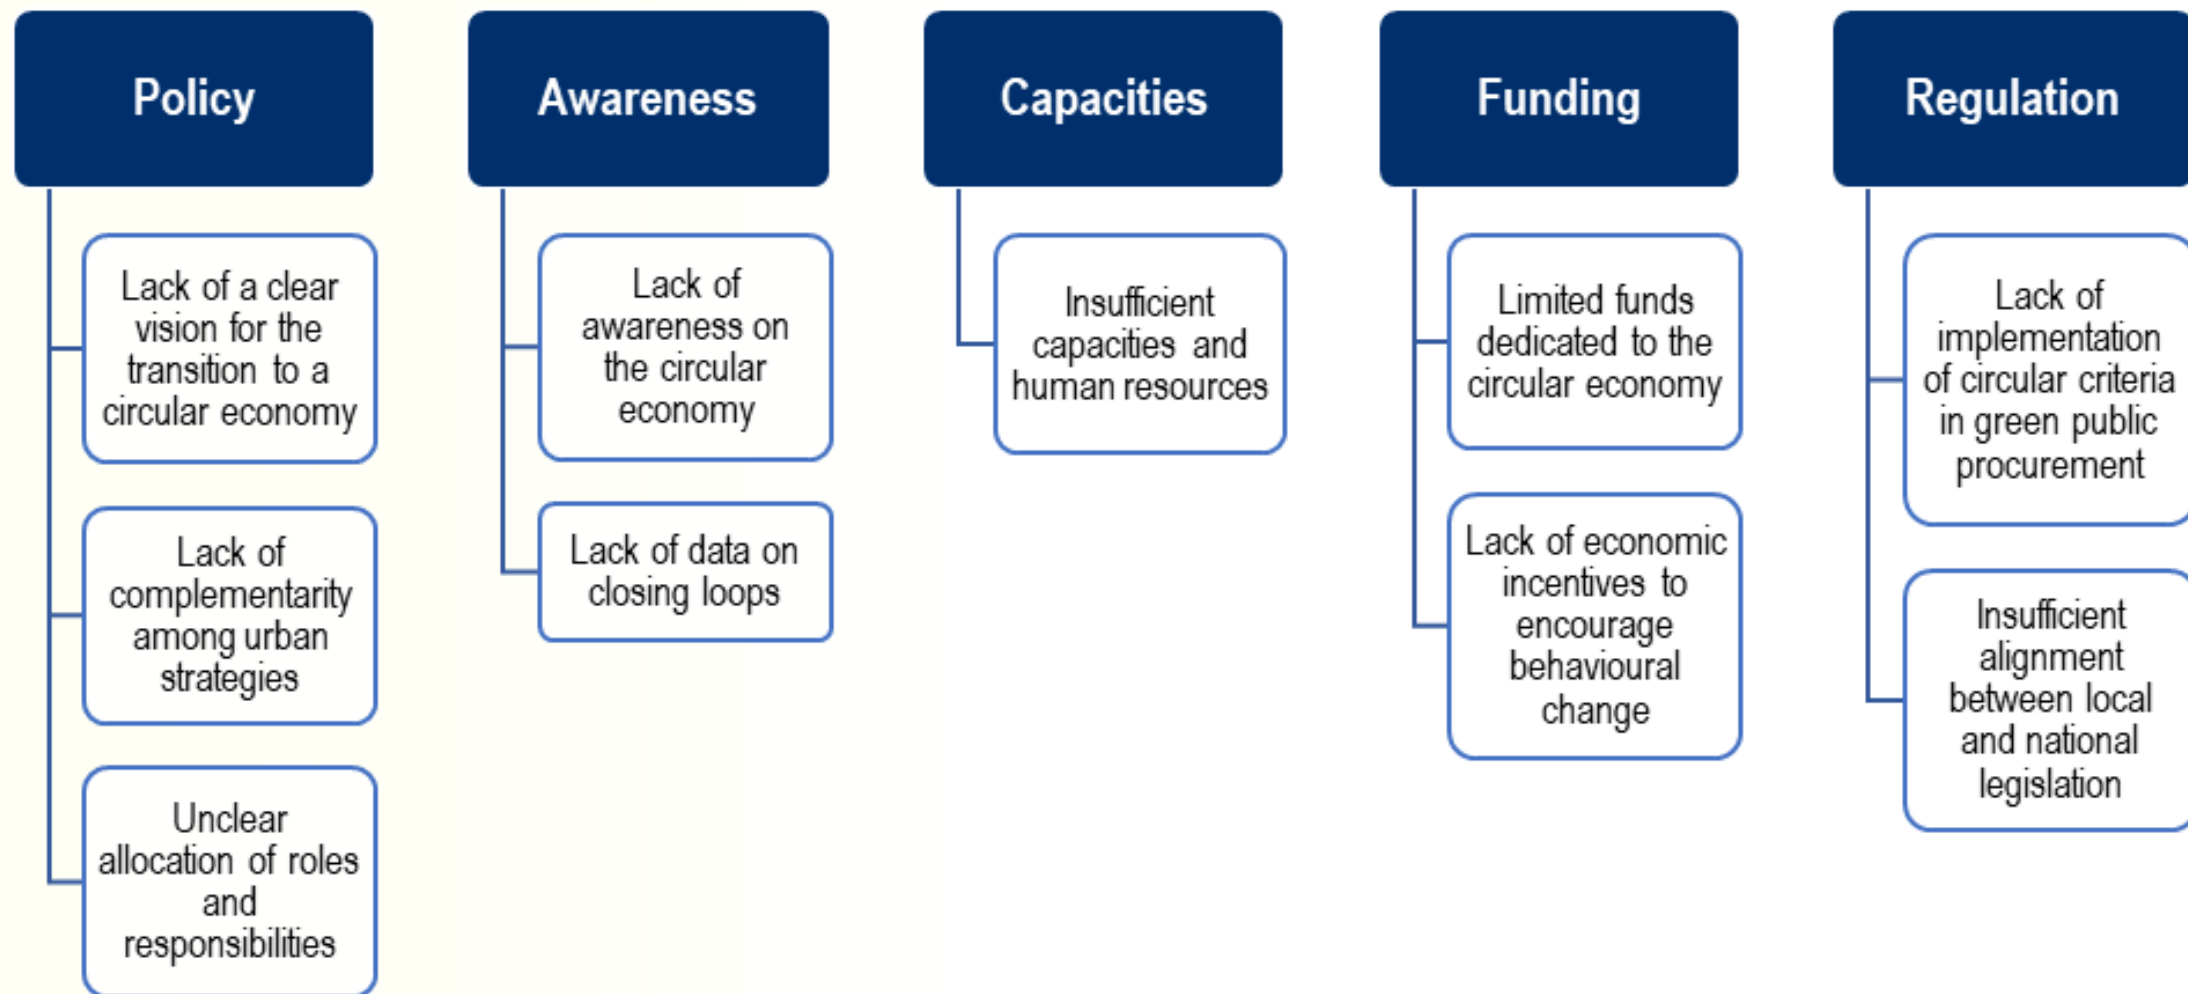 Policy
Lack of a clear
vision for the
transition to a
circular economy
Lack of
complementarity
among urban
strategies
Unclear
allocation of roles
and
responsibilities
Awareness
Lack of
awareness on
the circular
economy
Lack of data on
closing loops
Capacities
Insufficient
capacities and
human resources
Funding
Limited funds
dedicated to the
circular economy
Lack of economic
incentives to
encourage
behavioural
change
Regulation
Lack of
implementation
of circular criteria
in green public
procurement
Insufficient
alignment
between local
and national
legislation